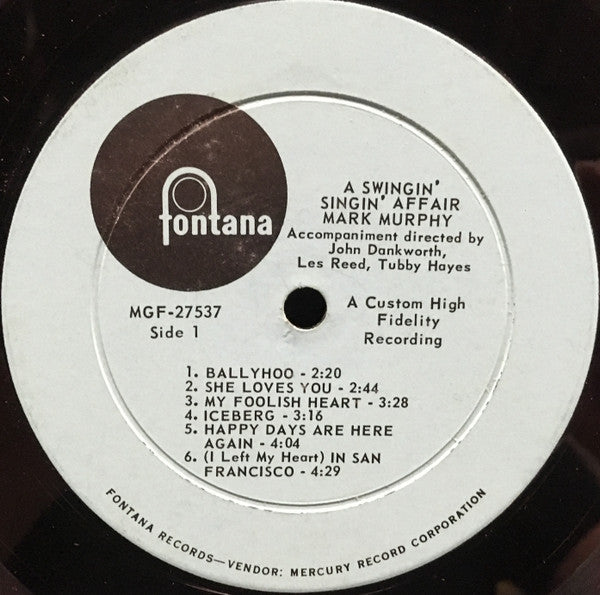 fontana
A SWINGIN'
SINGIN' AFFAIR
MARK MURPHY
Accompaniment directed by
John Dankworth,
Les Reed, Tubby Hayes
MGF-27537
Side 1
A Custom High
Fidelity
Recording
1. BALLYHOO - 2:20
2. SHE LOVES YOU - 2:44
3. MY FOOLISH HEART - 3:28
4. ICEBERG - 3:16
5. HAPPY DAYS ARE HERE
AGAIN - 4:04
6. (I Left My Heart) IN SAN
FRANCISCO - 4:29
FONTANA RECORDS—VENDOR: MERCURY RECORD CORPORATION